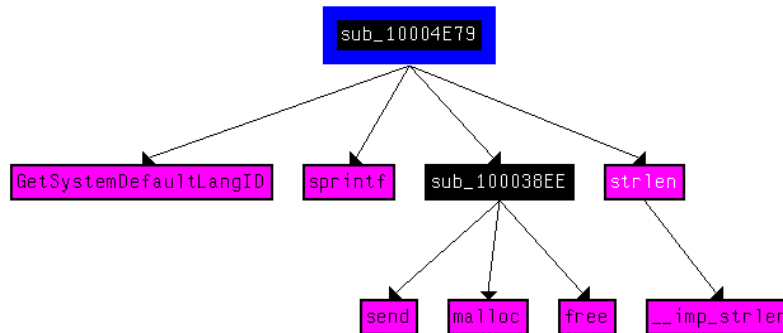 sub_10004E79
GetSystemDefaultLangID
sprintf
sub_100038EE
strlen
send
malloc
free
__imp_strlen